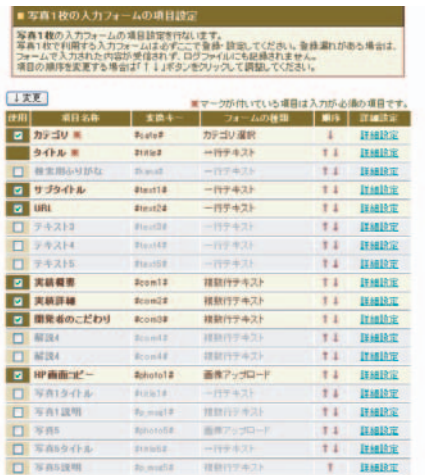 ■写真1枚の入力フォームの項目設定
写真1枚の入力フォームの項目設定を行ないます。
写真1枚で利用する入力フォームは必ずここで登録・設定してください。登録漏れがある場合は、
フォームで入力された内容が受信されず、ログファイルにも記録されません。
項目の順序を変更する場合は「↑↓」ボタンをクリックして調整してください。
↓変更
■マークが付いている項目は入力が必須の項目です。
使用 項目名称 変換キー フォームの種類 順序 詳細設定
カテゴリ ■ #cate# カテゴリ選択 ↓ 詳細設定
タイトル ■ #title# 一行テキスト ↑↓ 詳細設定
検索用ふりがな 一行テキスト ↑↓ 詳細設定
サブタイトル #text1# 一行テキスト ↑↓ 詳細設定
URL #text2# 一行テキスト ↑↓ 詳細設定
テキスト3 #text3# 一行テキスト ↑↓ 詳細設定
テキスト4 #text4# 一行テキスト ↑↓ 詳細設定
テキスト5 #text5# 一行テキスト ↑↓ 詳細設定
実績概要 #com1# 複数行テキスト ↑↓ 詳細設定
実績詳細 #com2# 複数行テキスト ↑↓ 詳細設定
開発者のこだわり #com3# 複数行テキスト ↑↓ 詳細設定
解説4 #com4# 複数行テキスト ↑↓ 詳細設定
解説4 #com4# 複数行テキスト ↑↓ 詳細設定
HP画面コピー #photo1# 画像アップロード ↑↓ 詳細設定
写真1タイトル 一行テキスト ↑↓ 詳細設定
写真1説明 複数行テキスト ↑↓ 詳細設定
写真5 #photo5# 画像アップロード ↑↓ 詳細設定
写真5タイトル 一行テキスト ↑↓ 詳細設定
写真5説明 複数行テキスト ↑ 詳細設定